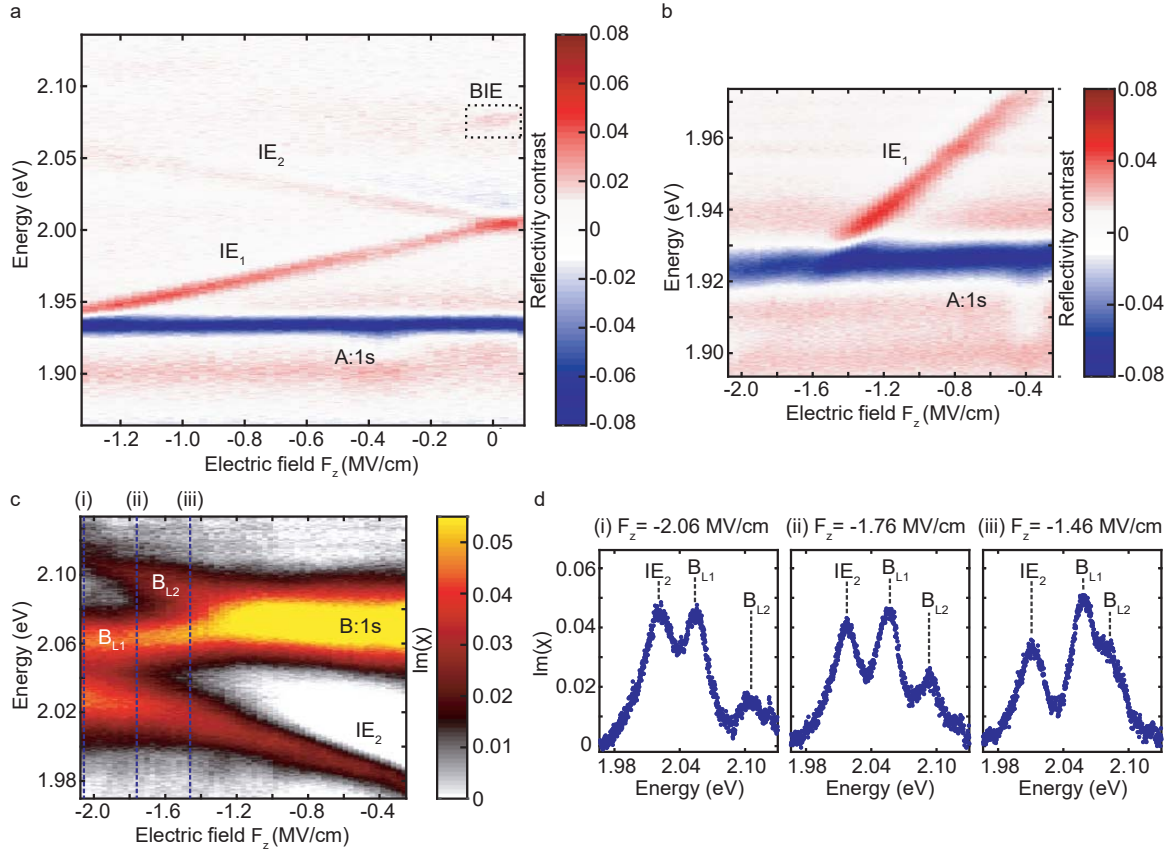 a
b
2.10
2.05
2.00
1.95
1.90
Energy (eV)
BIE
IE2
IE1
A:1s
-1.2 -1.0 -0.8 -0.6 -0.4 -0.2 0
Electric field Fz (MV/cm)
0.08
0.06
0.04
0.02
0
-0.02
-0.04
-0.06
-0.08
Reflectivity contrast
1.96
1.94
1.92
1.90
Energy (eV)
IE1
A:1s
-2.0 -1.6 -1.2 -0.8 -0.4
Electric field Fz (MV/cm)
0.08
0.04
0
-0.04
-0.08
Reflectivity contrast
c
(i) (ii) (iii)
2.10
2.06
2.02
1.98
Energy (eV)
BL2
BL1
B:1s
IE2
-2.0 -1.6 -1.2 -0.8 -0.4
Electric field Fz (MV/cm)
0.05
0.04
0.03
0.02
0.01
0
Im(χ)
d
(i) Fz= -2.06 MV/cm (ii) Fz= -1.76 MV/cm (iii) Fz= -1.46 MV/cm
0.06
0.04
0.02
0
Im(χ)
IE2 BL1 BL2
IE2 BL1 BL2
IE2 BL1 BL2
1.98 2.04 2.10 1.98 2.04 2.10 1.98 2.04 2.10
Energy (eV) Energy (eV) Energy (eV)